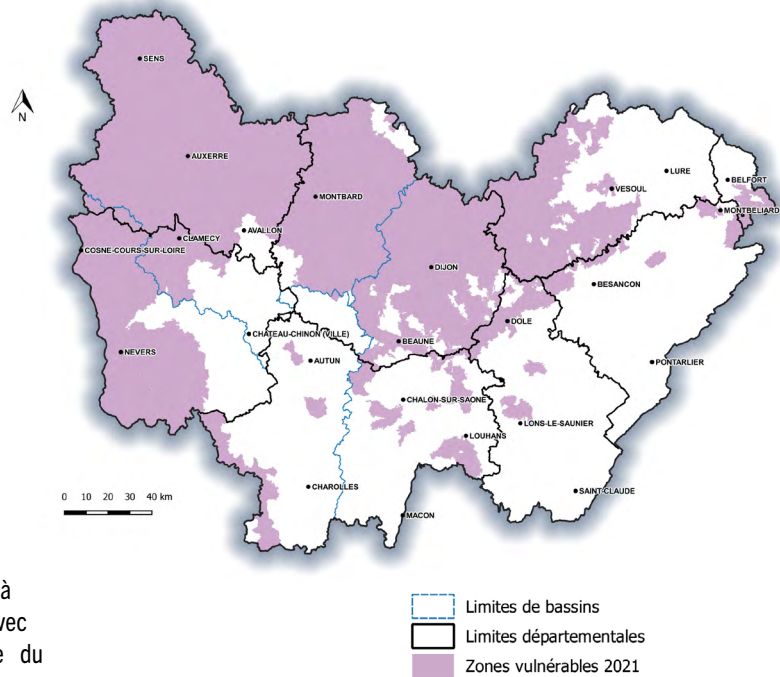 SENS
N
AUXERRE
LURE
MONTBARD
BELFORT
VESOUL
MONTBELIARD
CLAMECY
AVALLON
COSNE-COURS-SUR-LOIRE
DIJON
BESANCON
DOLE
CHATEAU-CHINON (VILLE)
BEAUNE
NEVERS
AUTUN
PONTARLIER
CHALON-SUR-SAONE
LONS-LE-SAUNIER
LOUHANS
CHAROLLES
SAINT-CLAUDE
0 10 20 30 40 km
MACON
à
vec
e du
Limites de bassins
Limites départementales
Zones vulnérables 2021